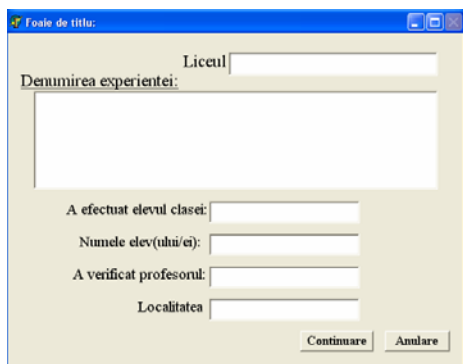 Foaie de titlu:
Liceul
Denumirea experientei:
A efectuat elevul clasei:
Numele elev(ului/ei):
A verificat profesorul:
Localitatea
Continuare Anulare